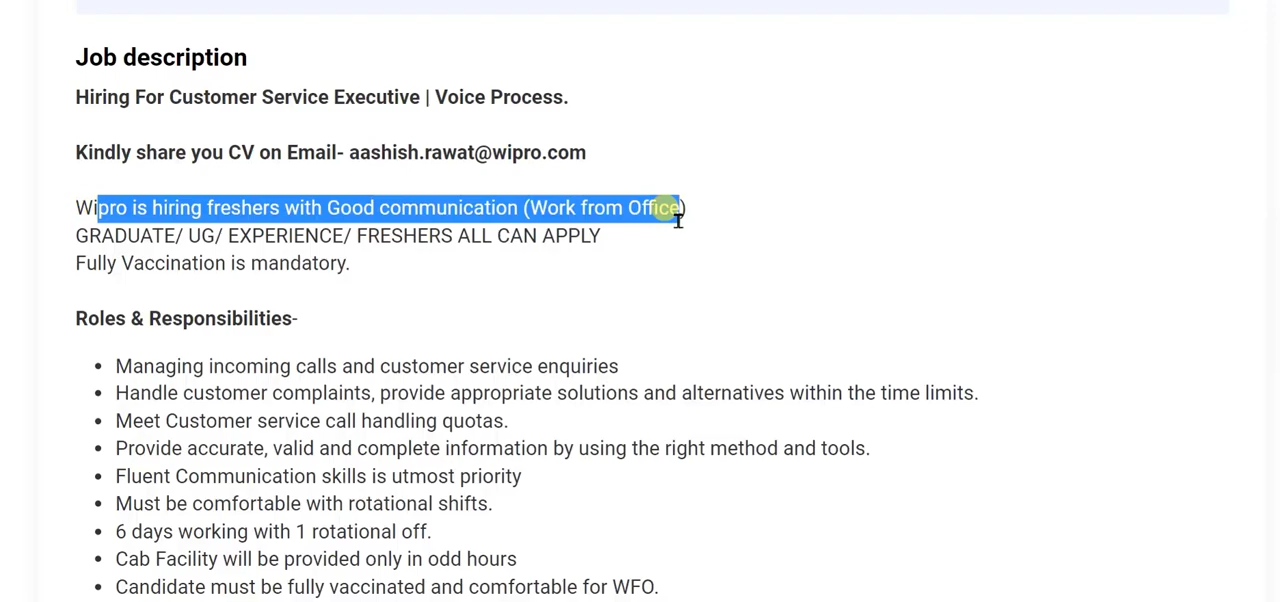 Job description
Hiring For Customer Service Executive | Voice Process.
Kindly share you CV on Email- aashish.rawat@wipro.com
Wipro is hiring freshers with Good communication (Work from Office)
GRADUATE/ UG/ EXPERIENCE/ FRESHERS ALL CAN APPLY
Fully Vaccination is mandatory.
Roles & Responsibilities-
• Managing incoming calls and customer service enquiries
• Handle customer complaints, provide appropriate solutions and alternatives within the time limits.
• Meet Customer service call handling quotas.
• Provide accurate, valid and complete information by using the right method and tools.
• Fluent Communication skills is utmost priority
• Must be comfortable with rotational shifts.
• 6 days working with 1 rotational off.
• Cab Facility will be provided only in odd hours
• Candidate must be fully vaccinated and comfortable for WFO.